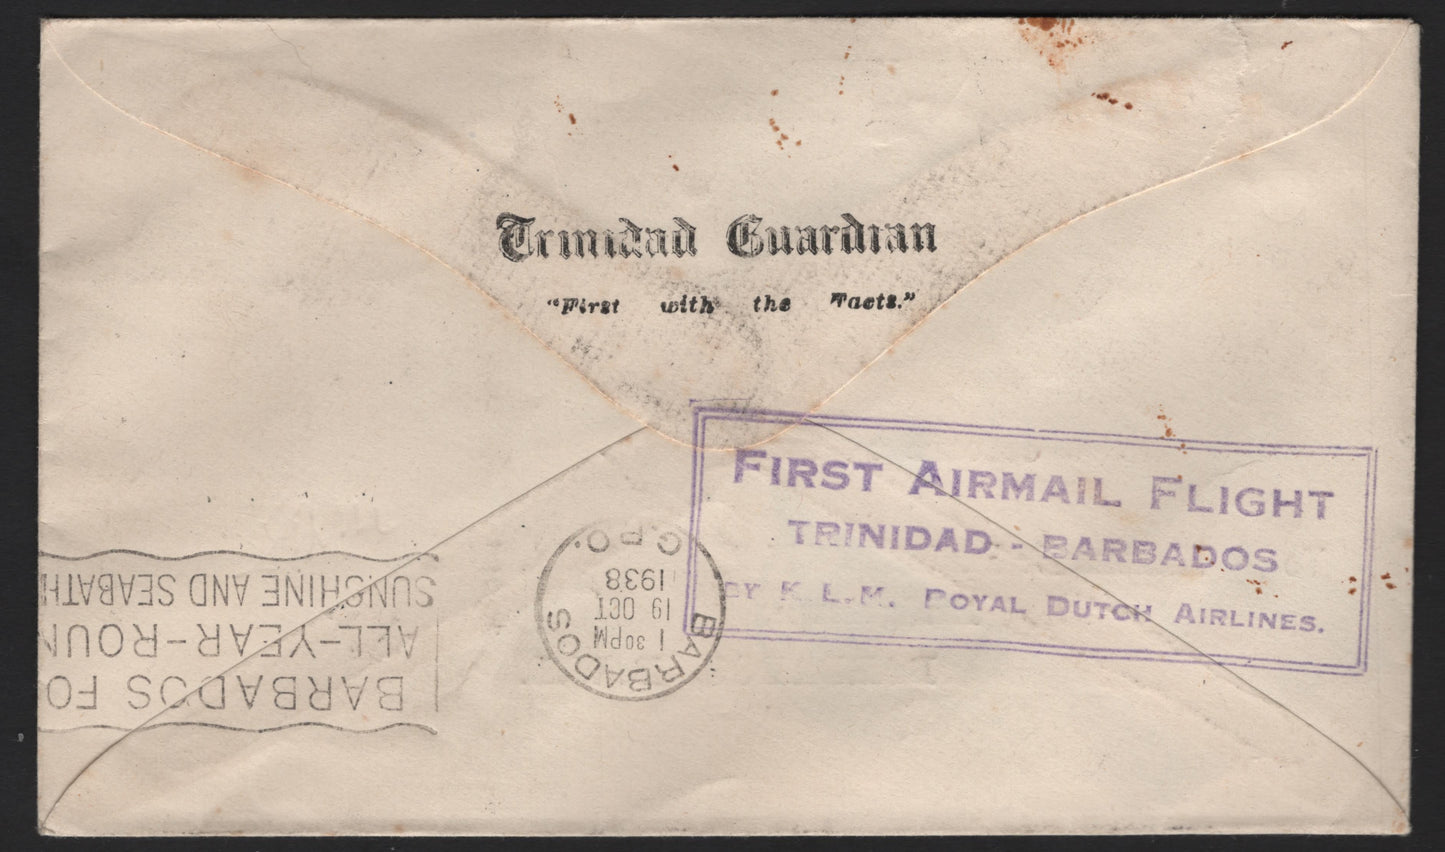 Trinidad Guardian
"First with the Facts."
FIRST AIRMAIL FLIGHT
TRINIDAD - BARBADOS
BY K.L.M. ROYAL DUTCH AIRLINES.
BARBADOS
1 30PM
19 OCT
1938
G.P.O.
BARBADOS FO
ALL-YEAR-ROUN
SUNSHINE AND SEABATH